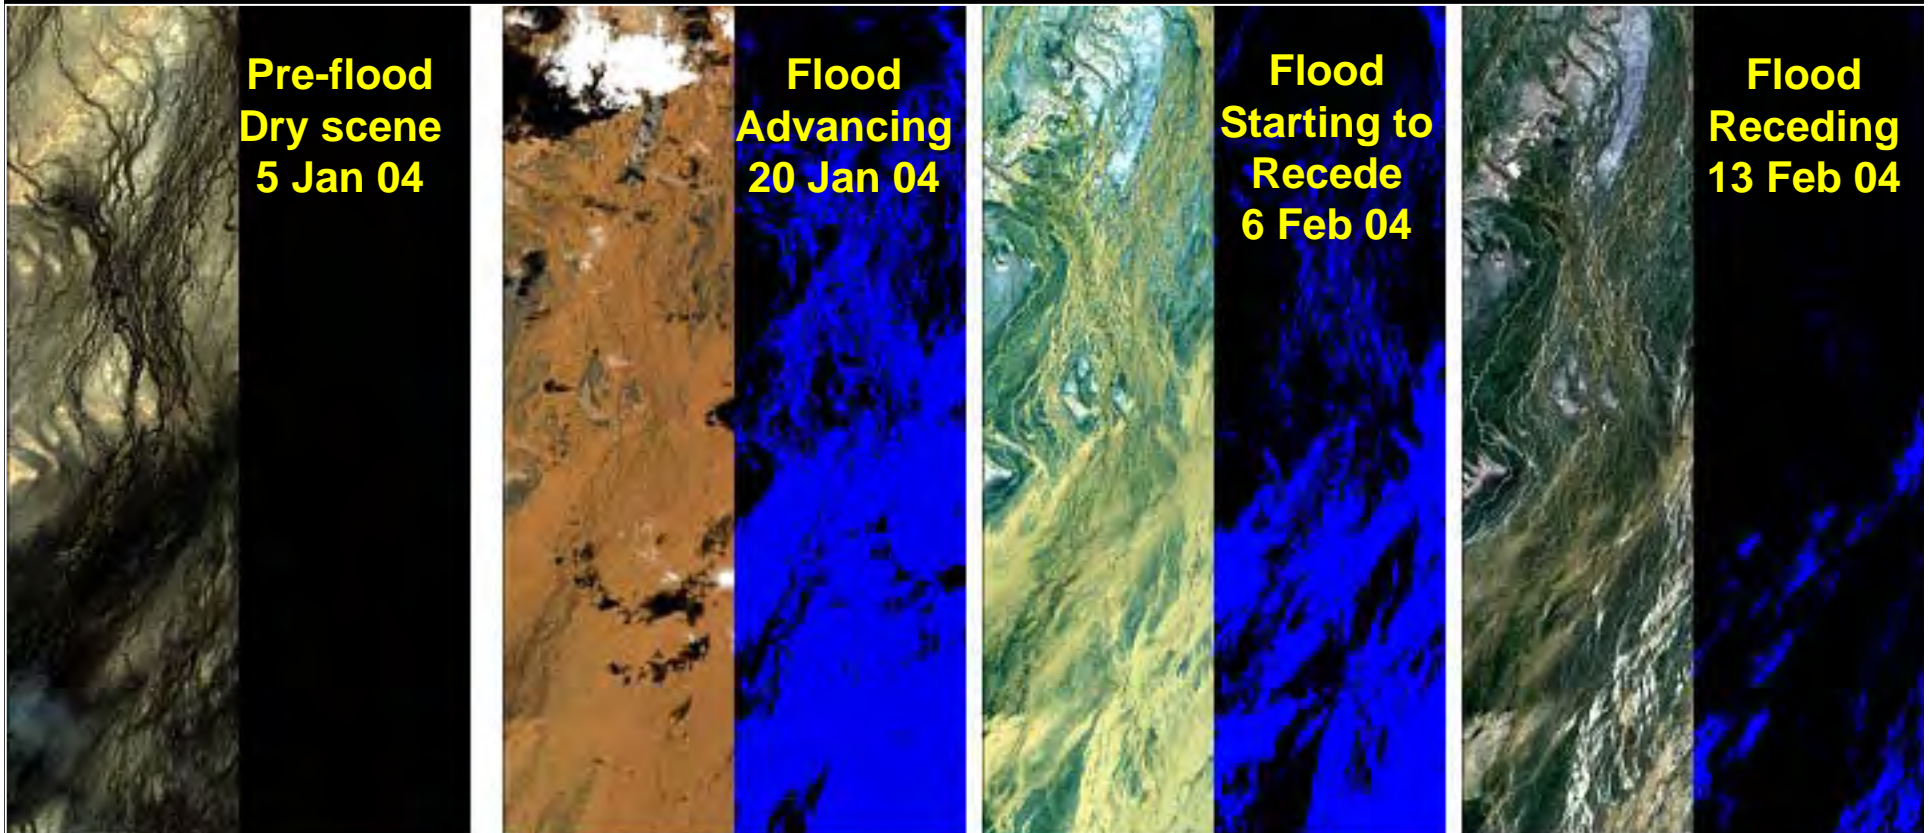 Pre-flood
Dry scene
5 Jan 04
Flood
Advancing
20 Jan 04
Flood
Starting to
Recede
6 Feb 04
Flood
Receding
13 Feb 04